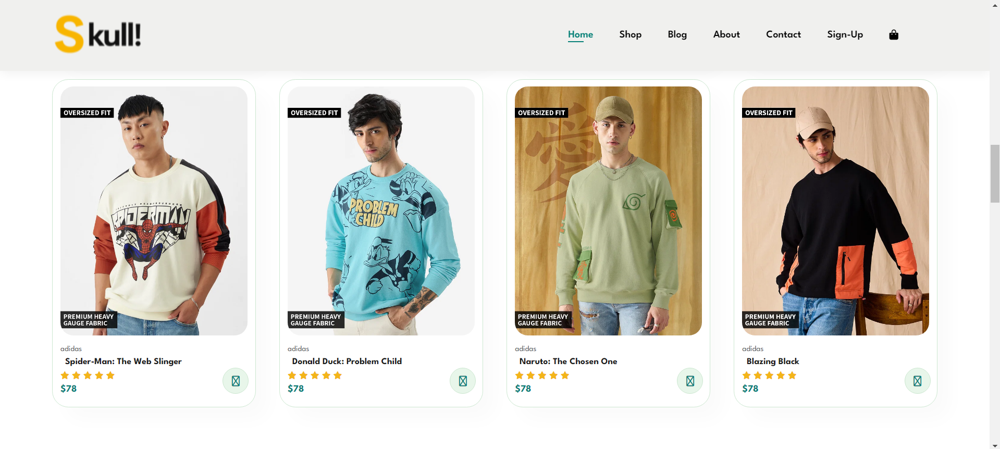 Skull!
Home Shop Blog About Contact Sign-Up
OVERSIZED FIT
SPIDERMAN
PREMIUM HEAVY
GAUGE FABRIC
adidas
Spider-Man: The Web Slinger
$78
OVERSIZED FIT
PROBLEM
CHILD
PREMIUM HEAVY
GAUGE FABRIC
adidas
Donald Duck: Problem Child
$78
OVERSIZED FIT
愛
PREMIUM HEAVY
GAUGE FABRIC
adidas
Naruto: The Chosen One
$78
OVERSIZED FIT
PREMIUM HEAVY
GAUGE FABRIC
adidas
Blazing Black
$78